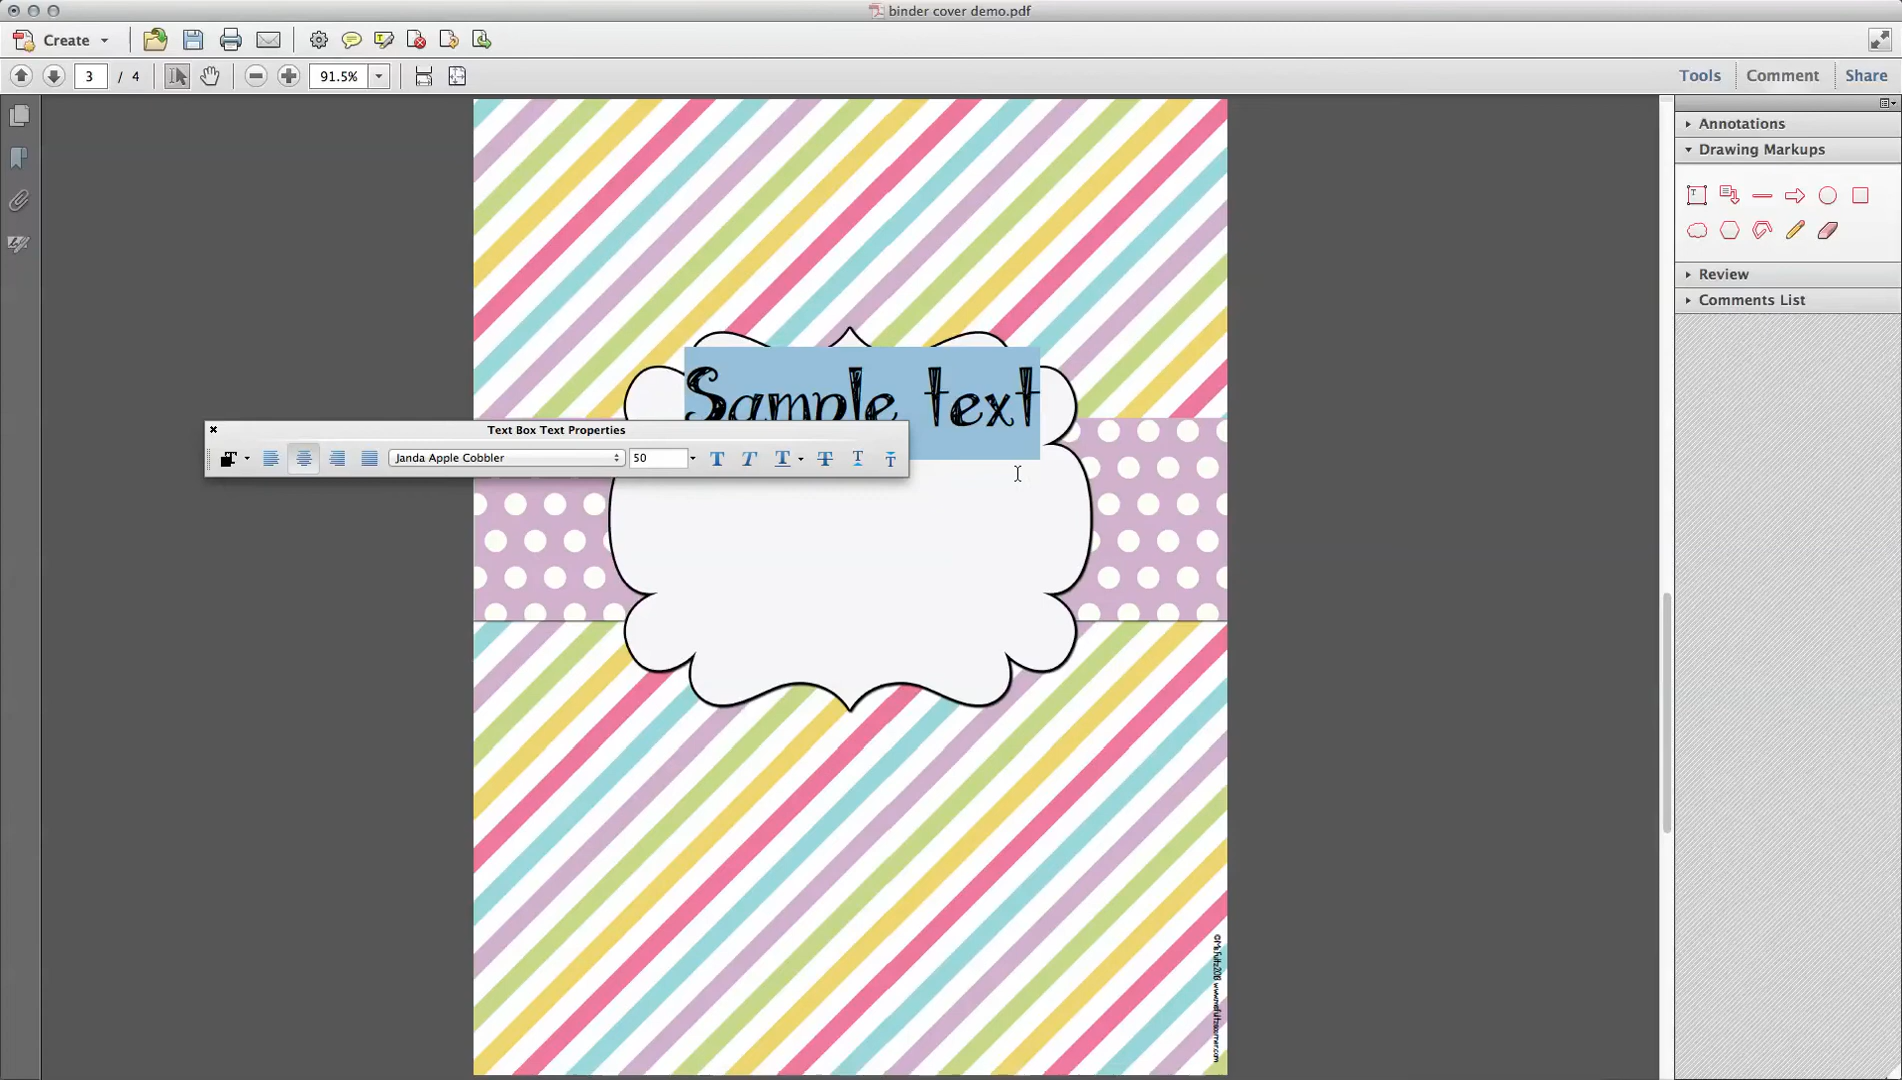 binder cover demo.pdf
Create
3 / 4
91.5%
Tools
Comment
Share
Annotations
Drawing Markups
Review
Comments List
Sample text
Text Box Text Properties
T
Janda Apple Cobbler
50
T T T T T T